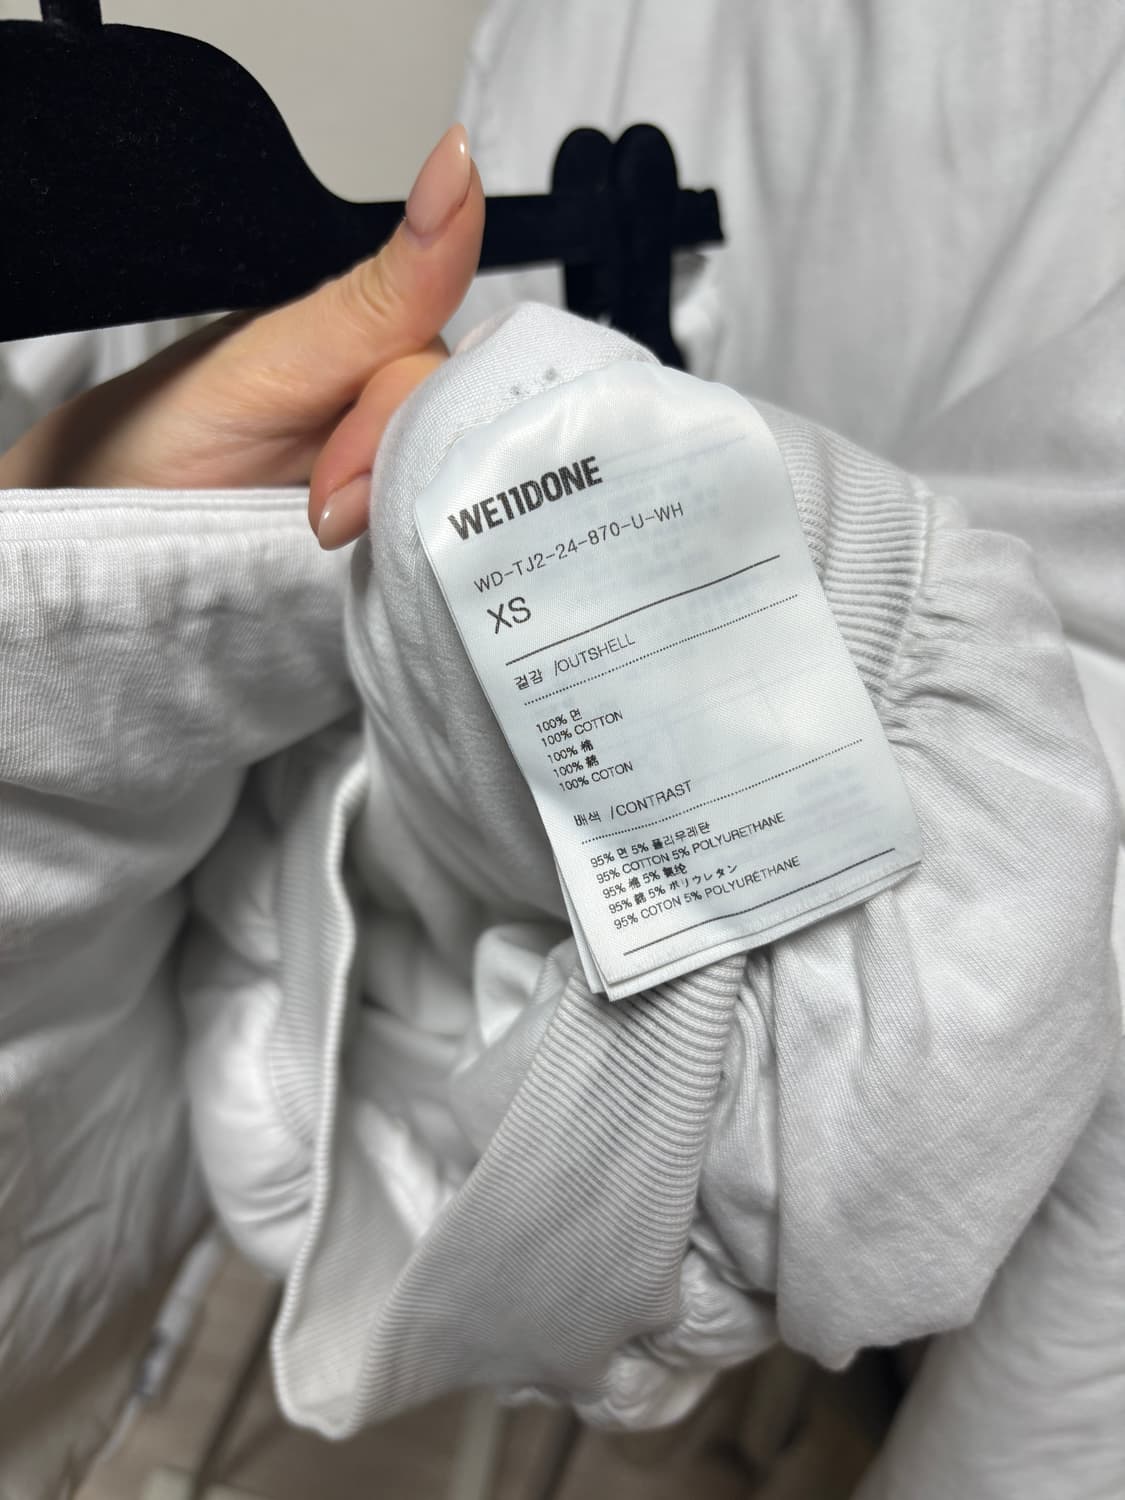 WE11DONE
WD-TJ2-24-870-U-WH
XS
겉감 /OUTSHELL
100% 면
100% COTTON
100% 棉
100% 綿
100% COTON
배색 /CONTRAST
95% 면 5% 폴리우레탄
95% COTTON 5% POLYURETHANE
95% 棉 5% 氨纶
95% 綿 5% ポリウレタン
95% COTON 5% POLYURÉTHANE